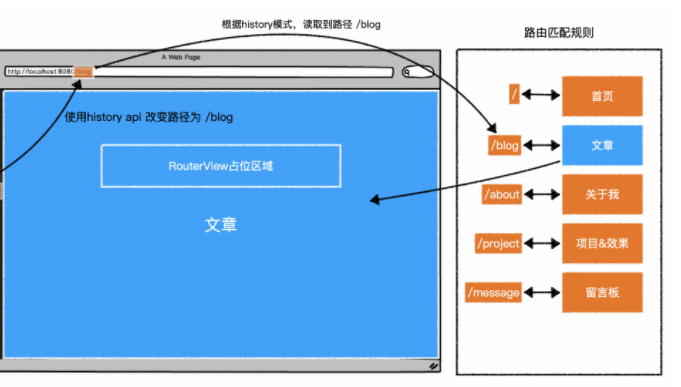 根据history模式，读取到路径 /blog
路由匹配规则
A Web Page
http://localhost:8080/blog
使用history api 改变路径为 /blog
RouterView占位区域
文章
/
首页
/blog
文章
/about
关于我
/project
项目&效果
/message
留言板